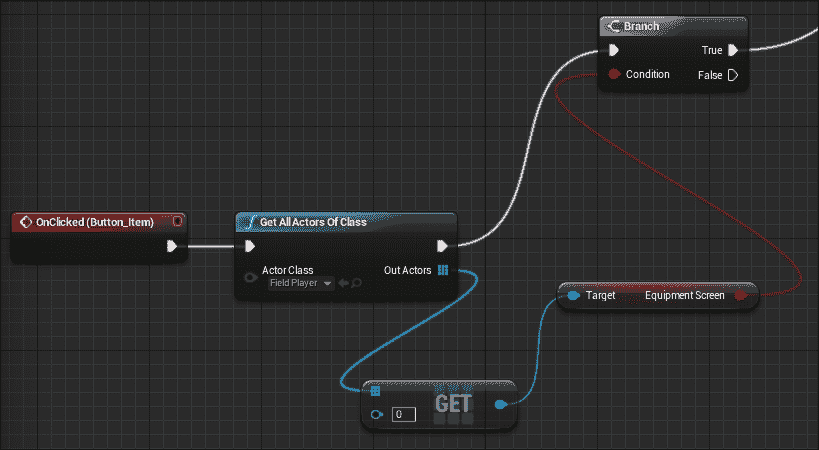 Branch
True
Condition
False
OnClicked (Button_Item)
Get All Actors Of Class
Actor Class
Out Actors
Field Player
Target
Equipment Screen
GET
0